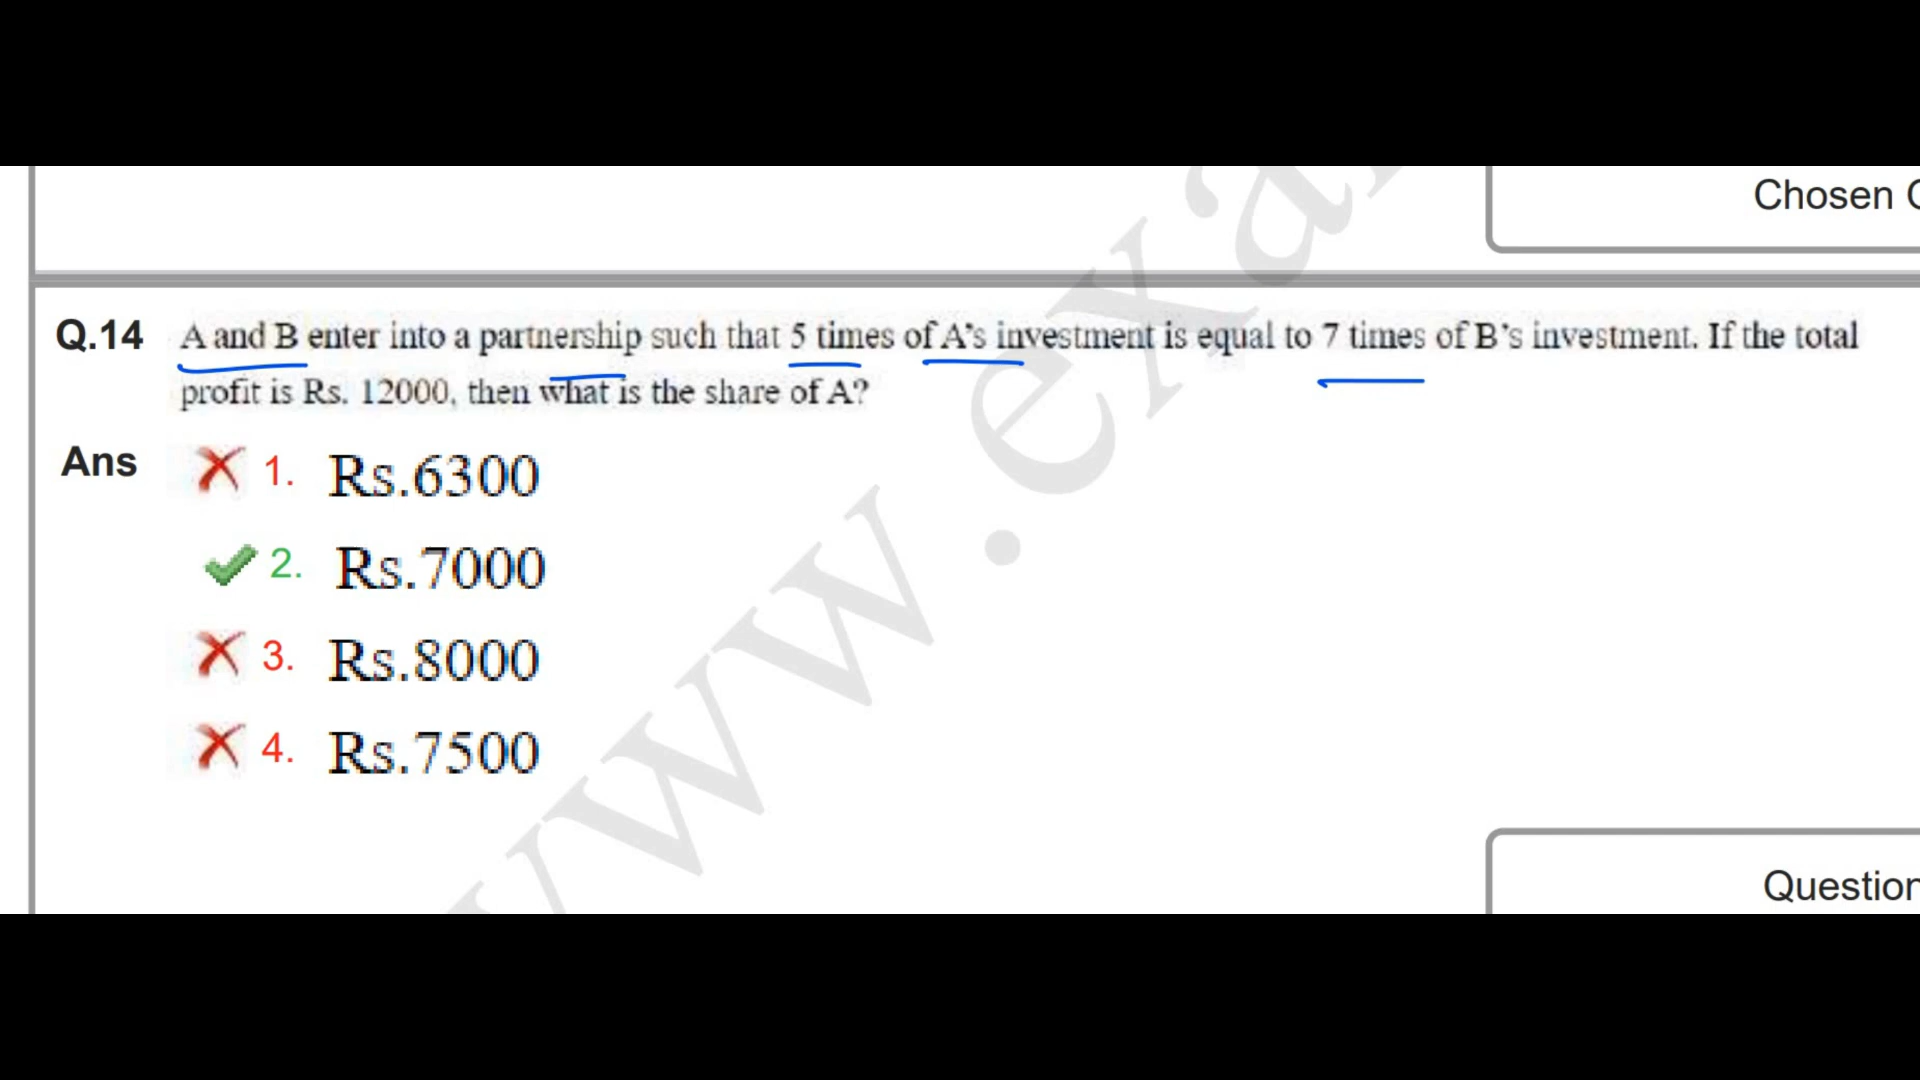 Chosen
Q.14 A and B enter into a partnership such that 5 times of A's investment is equal to 7 times of B's investment. If the total
profit is Rs. 12000, then what is the share of A?
Ans 1. Rs.6300
2. Rs.7000
3. Rs.8000
4. Rs.7500
www.exa
Question